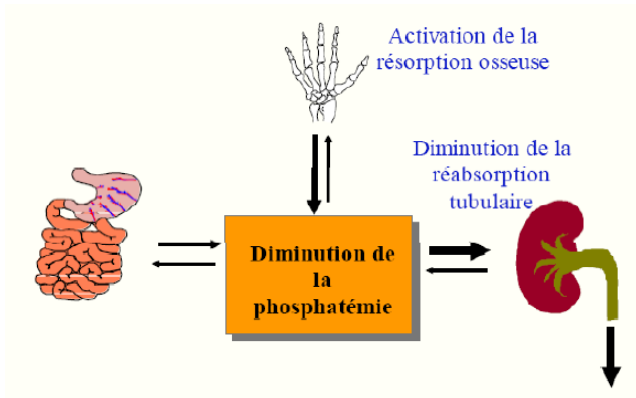 Activation de la
résorption osseuse
Diminution de la
réabsorption
tubulaire
Diminution de
la
phosphatémie